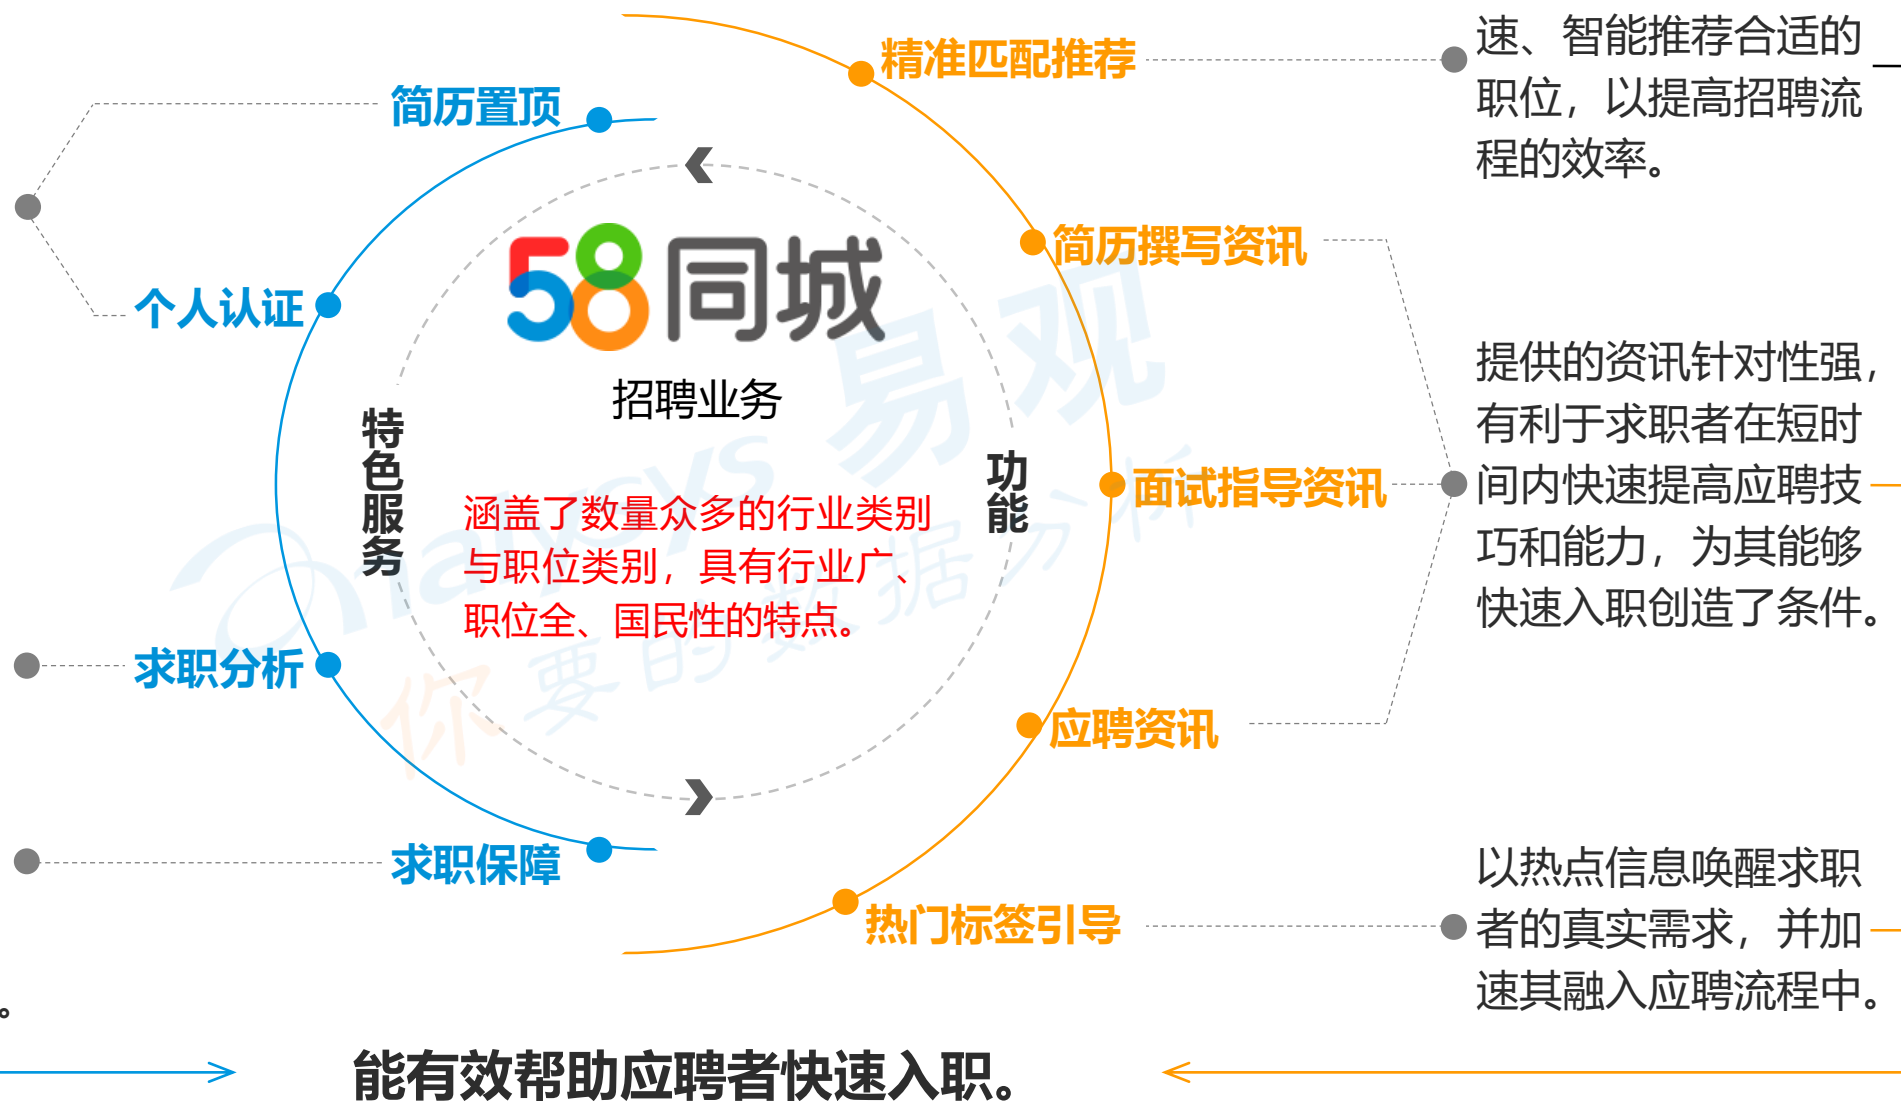 速、智能推荐合适的
职位，以提高招聘流
程的效率。
精准匹配推荐
简历置顶
简历撰写资讯
58同城
个人认证
招聘业务
提供的资讯针对性强，
有利于求职者在短时
间内快速提高应聘技
巧和能力，为其能够
快速入职创造了条件。
特色服务
功能
面试指导资讯
涵盖了数量众多的行业类别
与职位类别，具有行业广、
职位全、国民性的特点。
求职分析
应聘资讯
求职保障
热门标签引导
以热点信息唤醒求职
者的真实需求，并加
速其融入应聘流程中。
。
能有效帮助应聘者快速入职。
analysys 易观
你要的数据分析